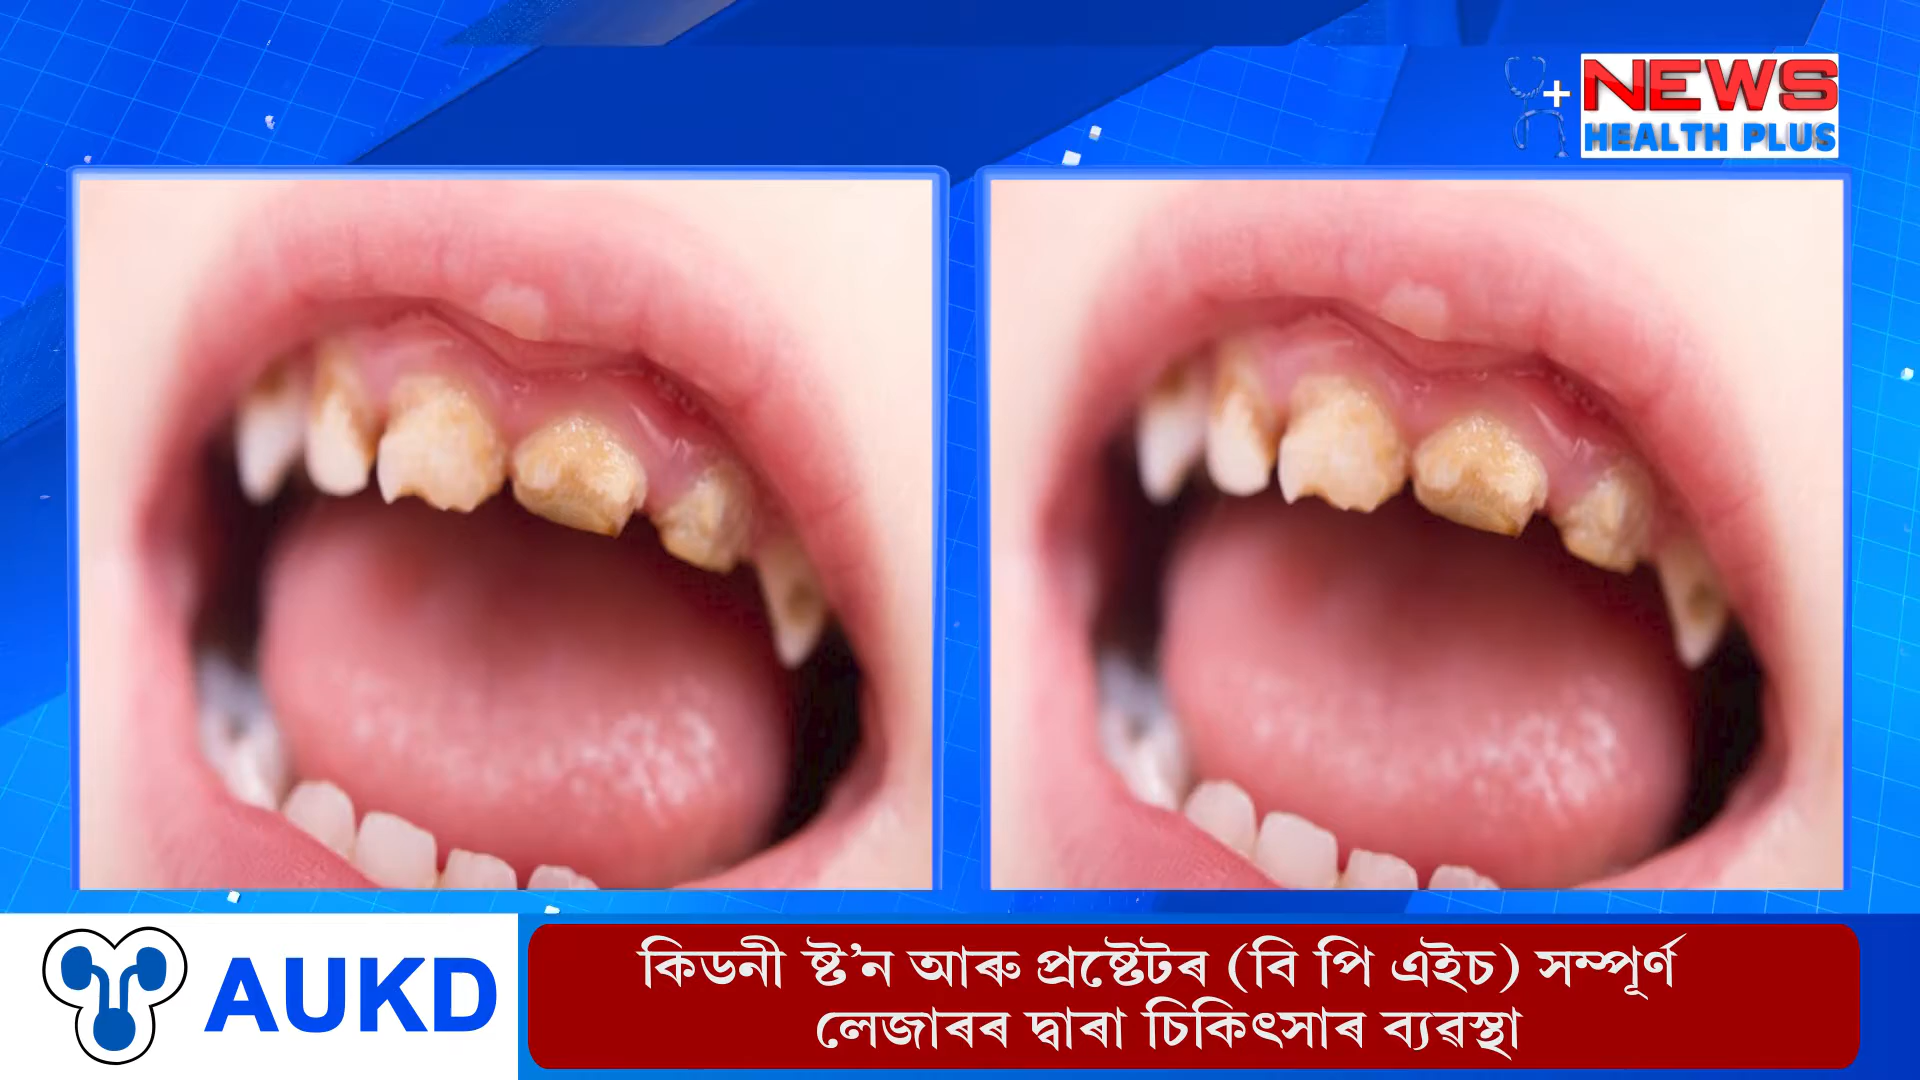 NEWS
HEALTH PLUS
AUKD
কিডনী ষ্ট’ন আৰু প্ৰষ্টেটৰ (বি পি এইচ) সম্পূৰ্ণ
লেজাৰৰ দ্বাৰা চিকিৎসাৰ ব্যৱস্থা